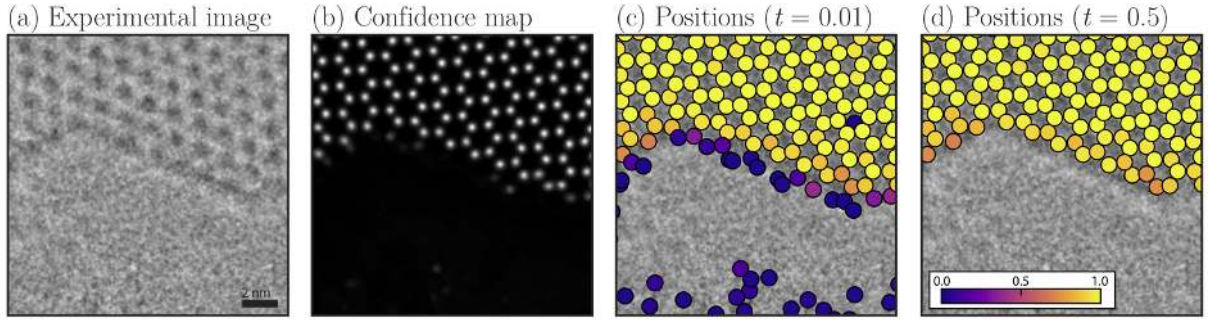 (a) Experimental image
(b) Confidence map
(c) Positions (t = 0.01)
(d) Positions (t = 0.5)
2 nm
0.0 0.5 1.0